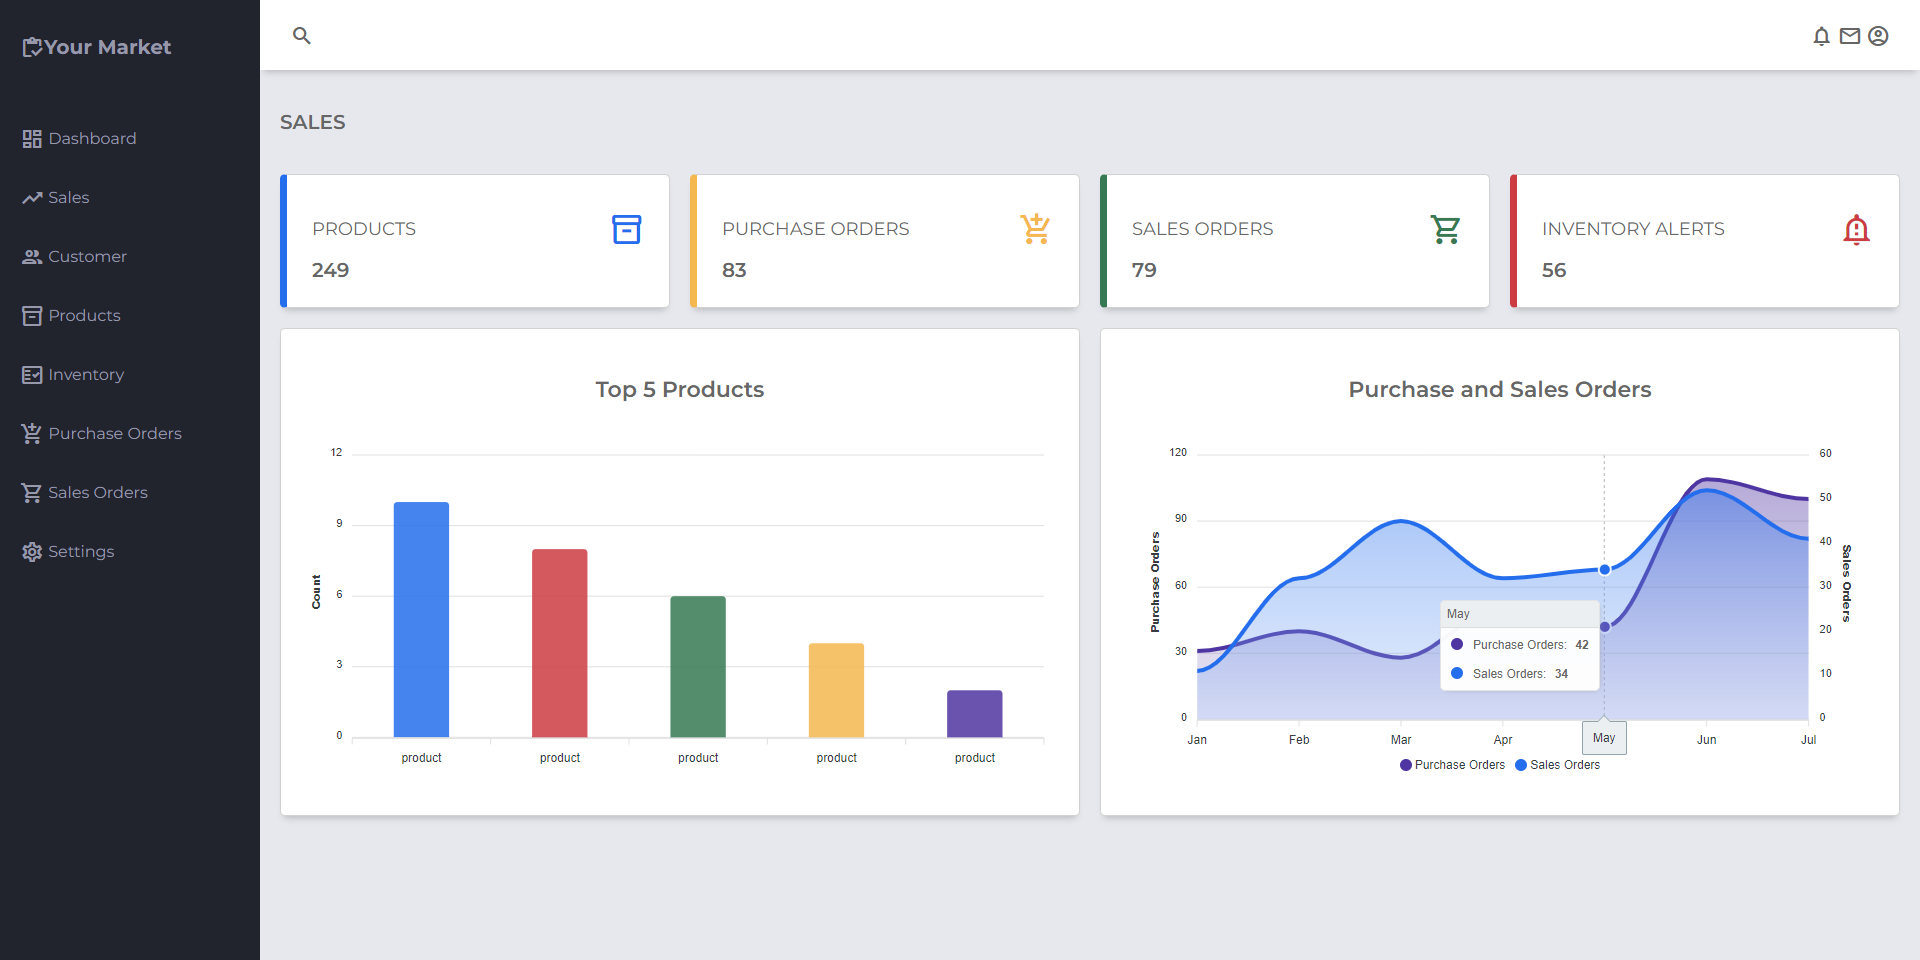 Your Market
Dashboard
Sales
Customer
Products
Inventory
Purchase Orders
Sales Orders
Settings
SALES
PRODUCTS
249
PURCHASE ORDERS
83
SALES ORDERS
79
INVENTORY ALERTS
56
Top 5 Products
Count
12
9
6
3
0
product product product product product
Purchase and Sales Orders
Purchase Orders
120
90
60
30
0
60
50
40
30
20
10
0
Sales Orders
May
Purchase Orders: 42
Sales Orders: 34
Jan Feb Mar Apr May Jun Jul
Purchase Orders Sales Orders